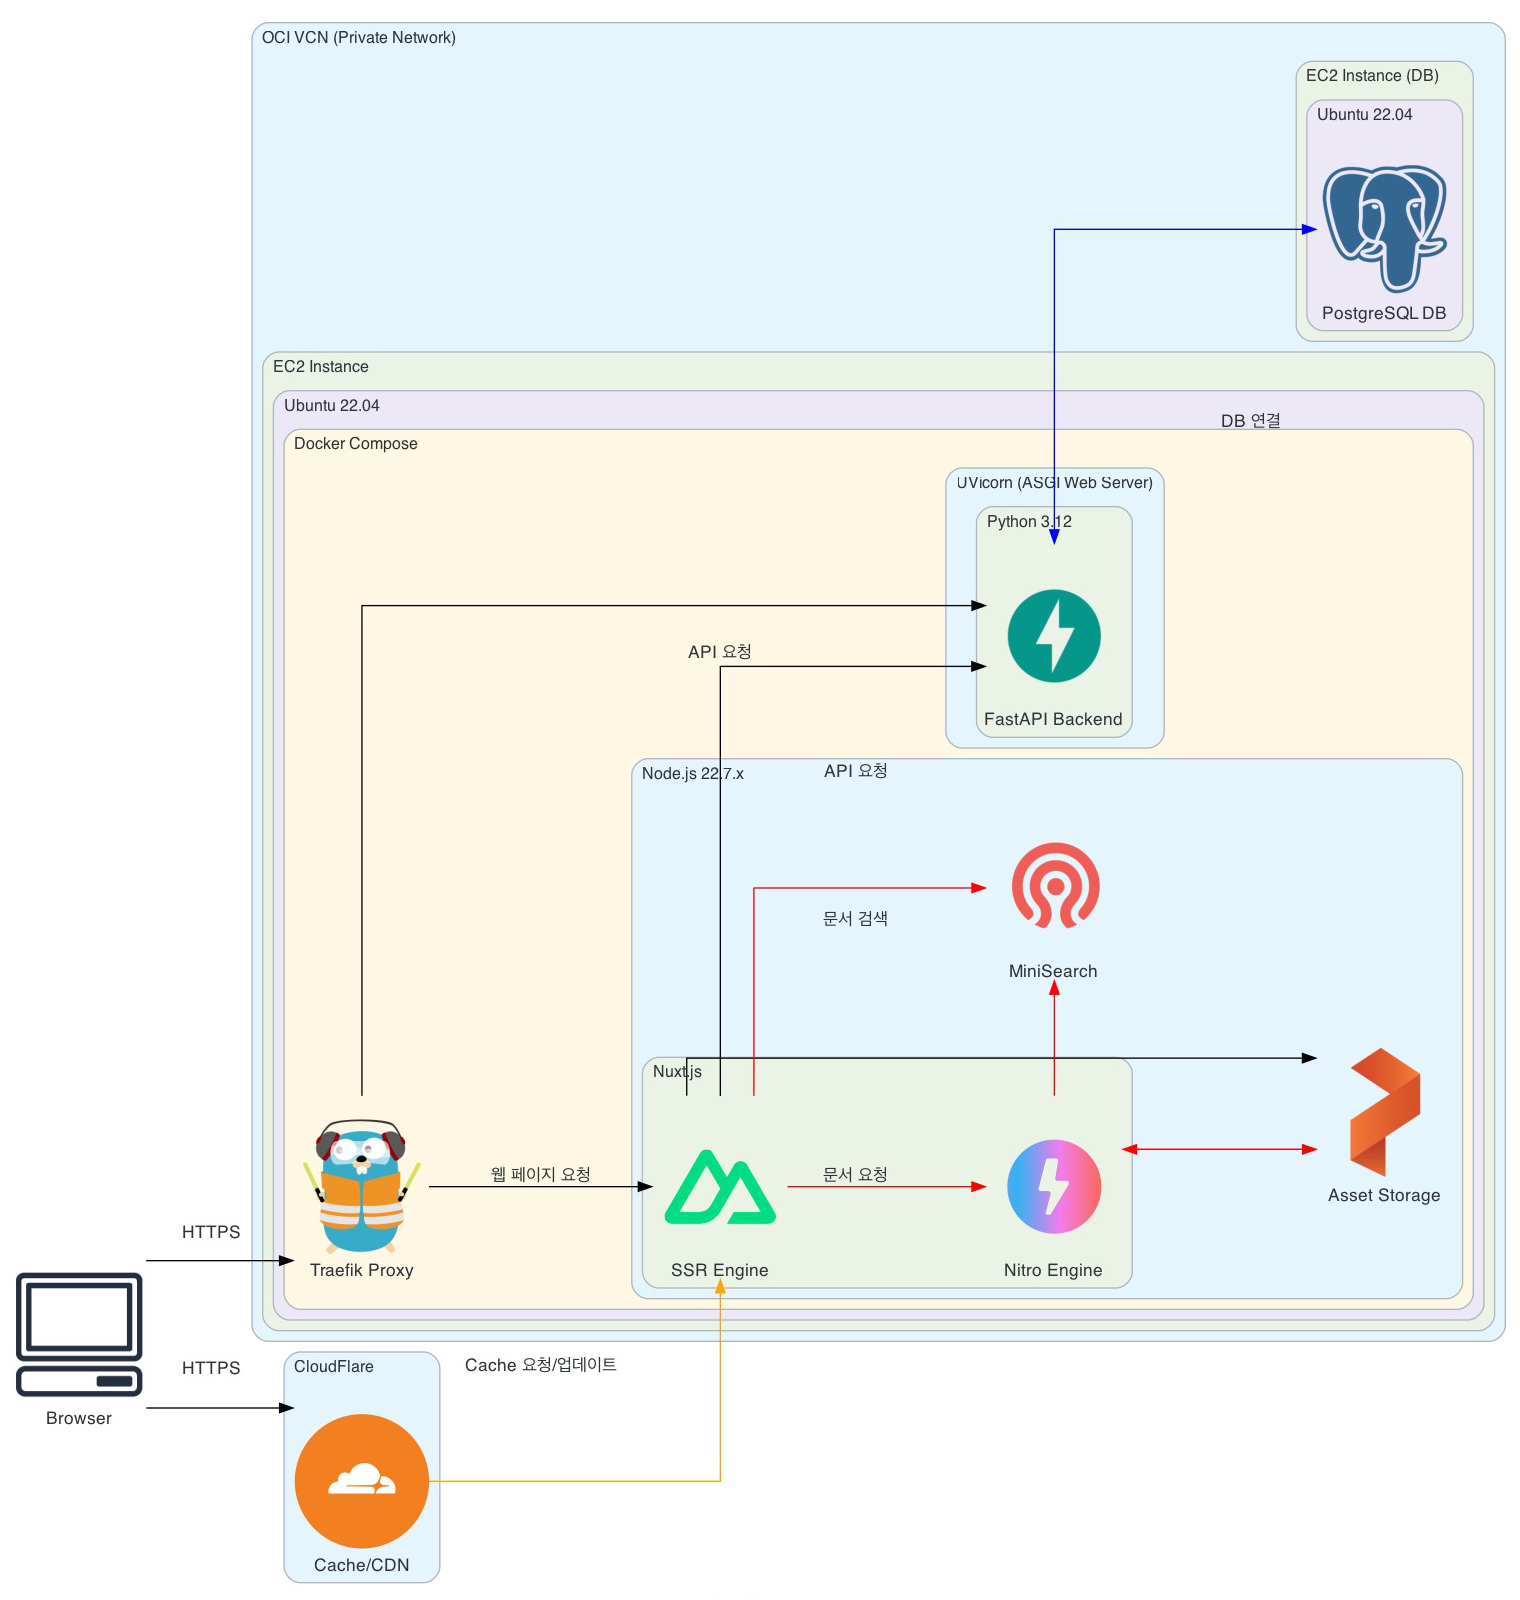 OCI VCN (Private Network)
EC2 Instance (DB)
Ubuntu 22.04
PostgreSQL DB
EC2 Instance
Ubuntu 22.04
DB 연결
Docker Compose
UVicorn (ASGI Web Server)
Python 3.12
API 요청
FastAPI Backend
Node.js 22.7.x
API 요청
문서 검색
MiniSearch
Nuxt.js
웹 페이지 요청
문서 요청
Asset Storage
HTTPS
Traefik Proxy
SSR Engine
Nitro Engine
HTTPS
CloudFlare
Cache 요청/업데이트
Browser
Cache/CDN